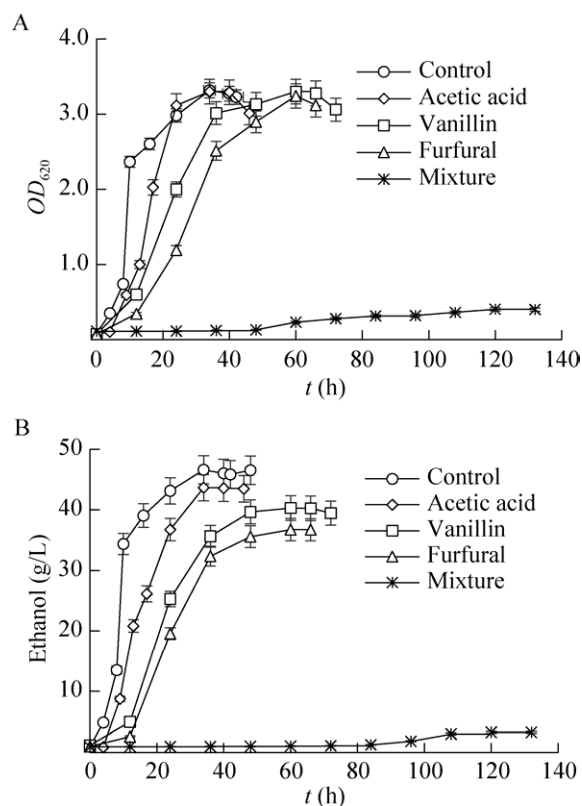 A
4.0
3.0
2.0
1.0
OD620
Control
Acetic acid
Vanillin
Furfural
Mixture
0 20 40 60 80 100 120 140
t (h)
B
50
40
30
20
10
Ethanol (g/L)
Control
Acetic acid
Vanillin
Furfural
Mixture
0 20 40 60 80 100 120 140
t (h)